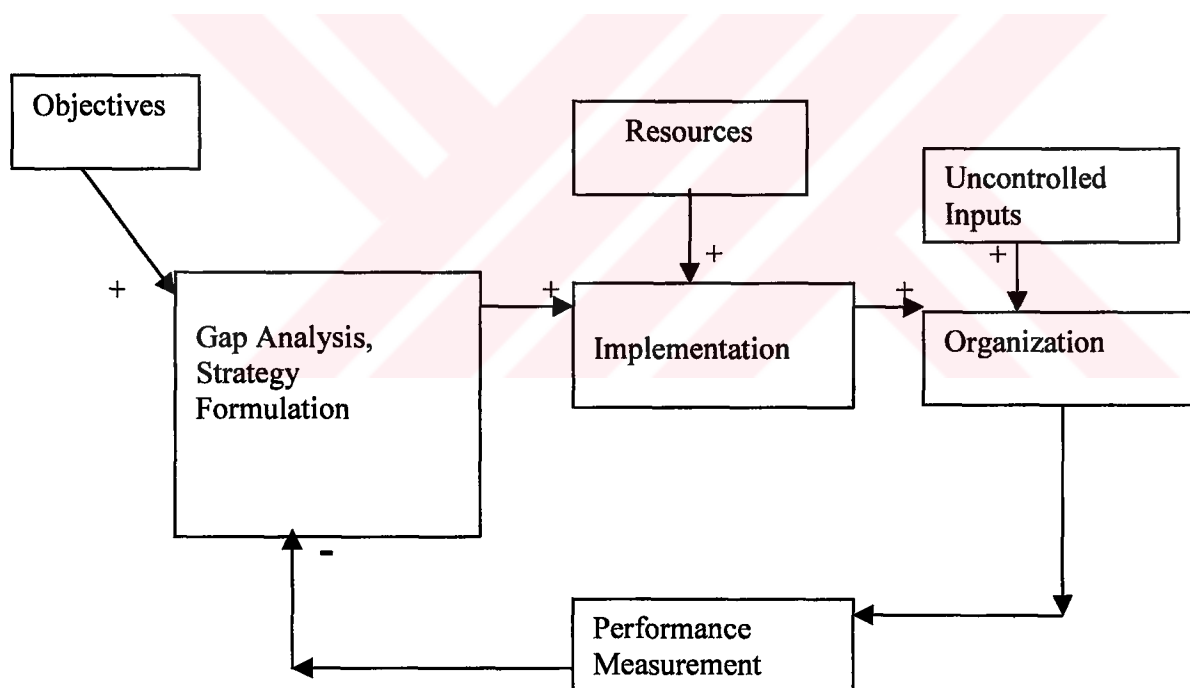 Objectives
Resources
Uncontrolled
Inputs
+
+
+
+
+
Gap Analysis,
Strategy
Formulation
Implementation
Organization
-
Performance
Measurement